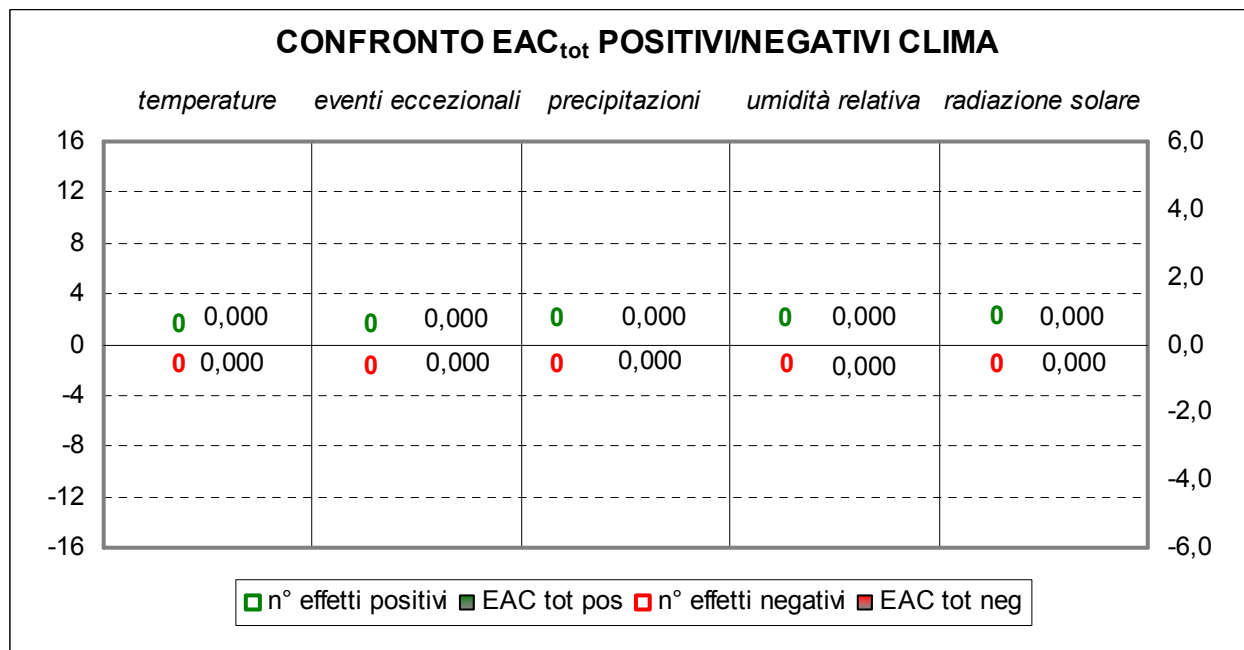 CONFRONTO EACtot POSITIVI/NEGATIVI CLIMA
temperature eventi eccezionali precipitazioni umidità relativa radiazione solare
16 6,0
12 4,0
8 2,0
4
0 0,000 0 0,000 0 0,000 0 0,000 0 0,000
0 0,0
0 0,000 0 0,000 0 0,000 0 0,000 0 0,000
-4 -2,0
-8 -4,0
-12
-16 -6,0
n° effetti positivi EAC tot pos n° effetti negativi EAC tot neg